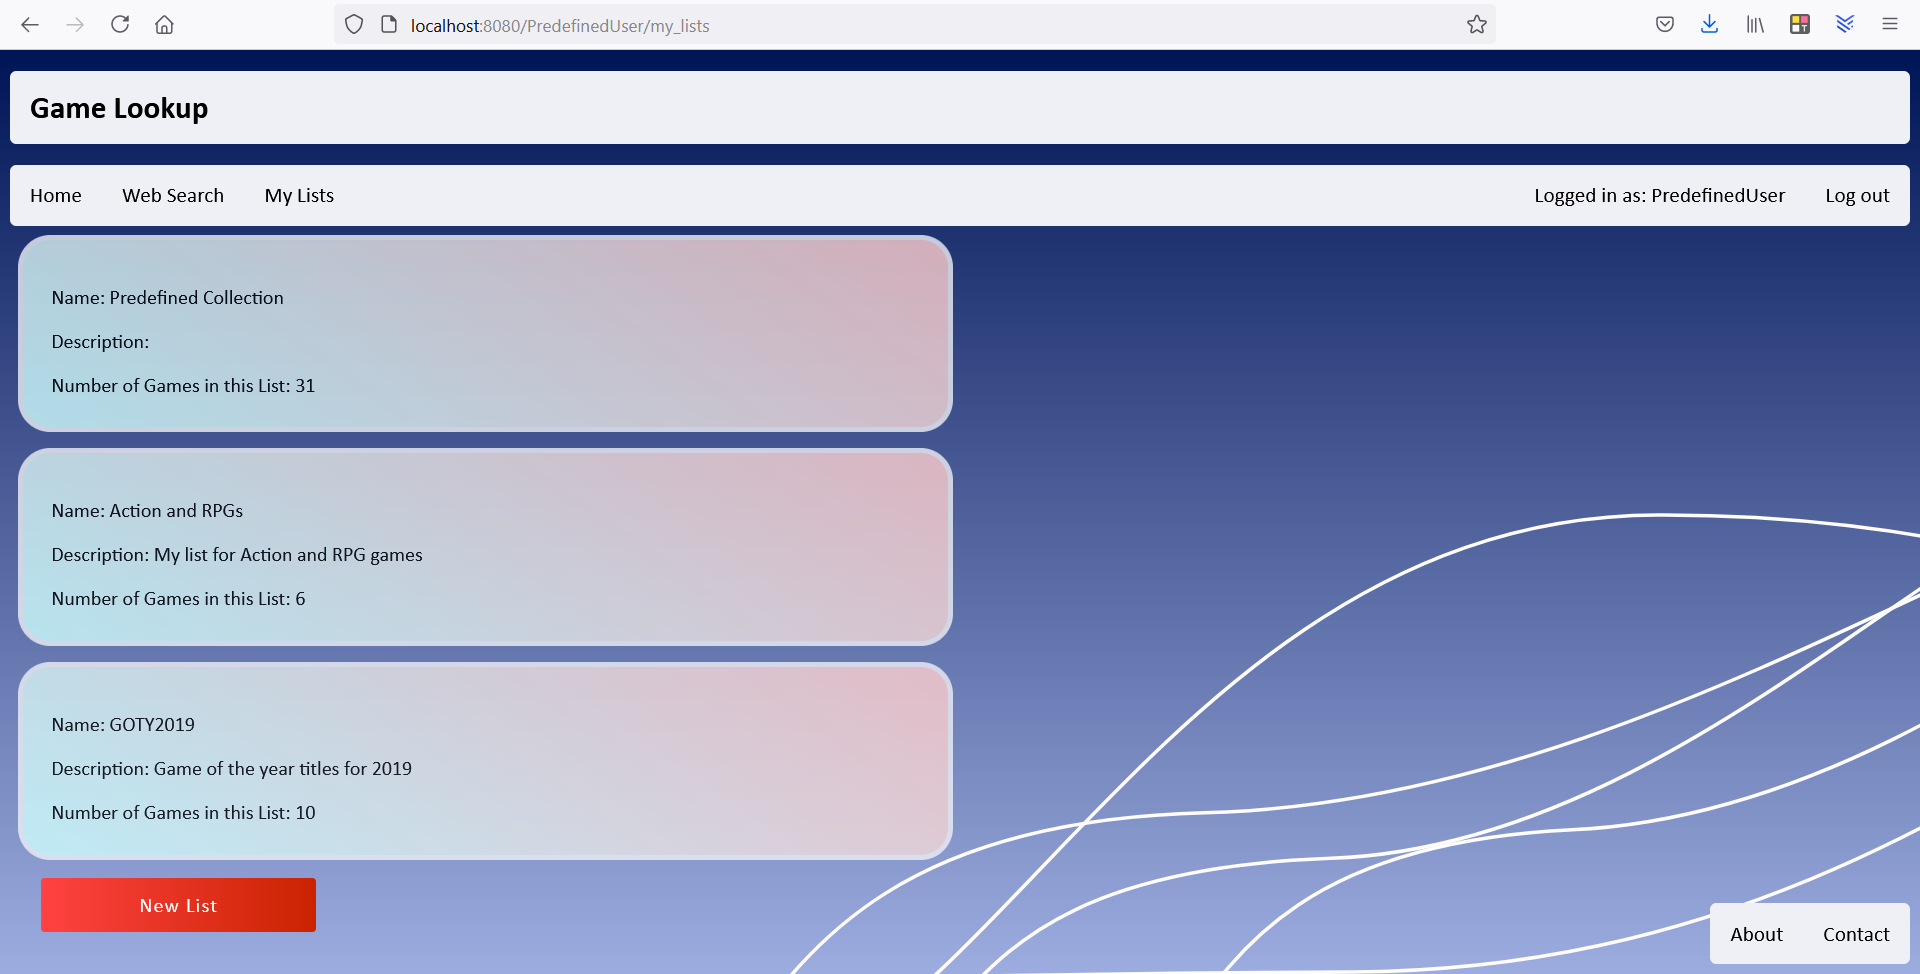 localhost:8080/PredefinedUser/my_lists
Game Lookup
Home Web Search My Lists Logged in as: PredefinedUser Log out
Name: Predefined Collection
Description:
Number of Games in this List: 31
Name: Action and RPGs
Description: My list for Action and RPG games
Number of Games in this List: 6
Name: GOTY2019
Description: Game of the year titles for 2019
Number of Games in this List: 10
New List
About Contact